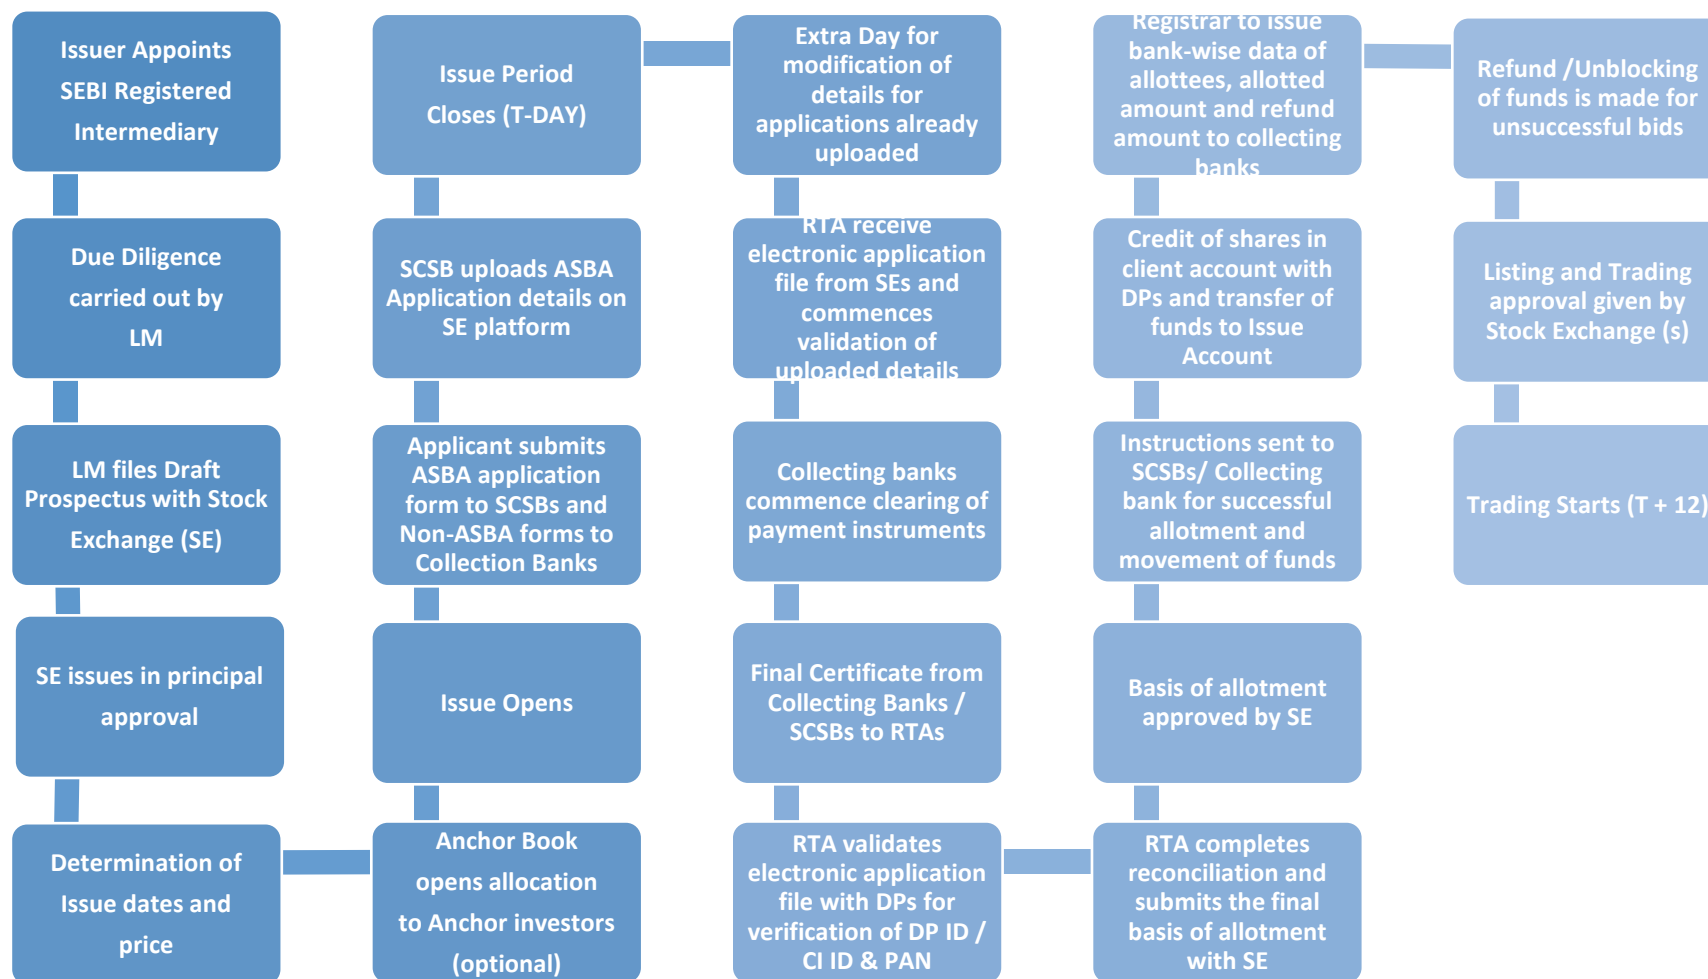 Issuer Appoints
SEBI Registered
Intermediary
Due Diligence
carried out by
LM
LM files Draft
Prospectus with Stock
Exchange (SE)
SE issues in principal
approval
Determination of
Issue dates and
price
Anchor Book
opens allocation
to Anchor investors
(optional)
Issue Opens
Applicant submits
ASBA application
form to SCSBs and
Non-ASBA forms to
Collection Banks
SCSB uploads ASBA
Application details on
SE platform
Issue Period
Closes (T-DAY)
Extra Day for
modification of
details for
applications already
uploaded
RTA receive
electronic application
file from SEs and
commences
validation of
uploaded details
Collecting banks
commence clearing of
payment instruments
Final Certificate from
Collecting Banks /
SCSBs to RTAs
RTA validates
electronic application
file with DPs for
verification of DP ID /
CI ID & PAN
RTA completes
reconciliation and
submits the final
basis of allotment
with SE
Basis of allotment
approved by SE
Instructions sent to
SCSBs/ Collecting
bank for successful
allotment and
movement of funds
Credit of shares in
client account with
DPs and transfer of
funds to Issue
Account
Registrar to issue
bank-wise data of
allottees, allotted
amount and refund
amount to collecting
banks
Refund /Unblocking
of funds is made for
unsuccessful bids
Listing and Trading
approval given by
Stock Exchange (s)
Trading Starts (T + 12)